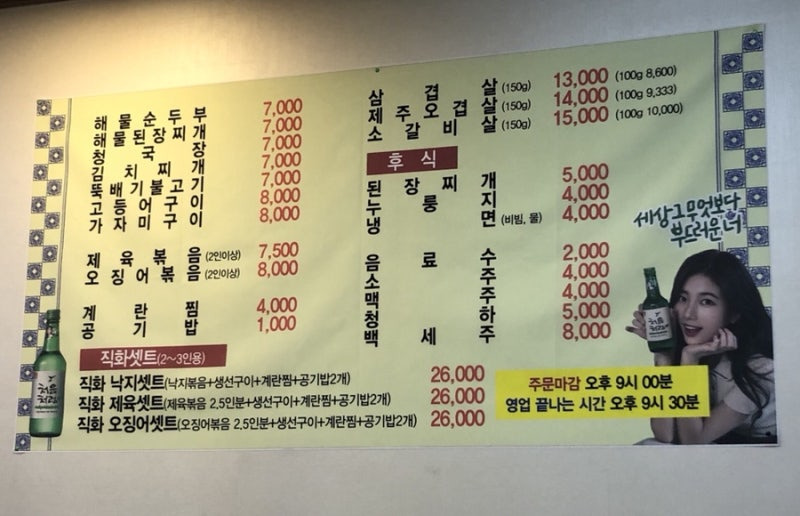 해물순두부 7,000
해물된장찌개 7,000
청국장 7,000
김치찌개 7,000
뚝배기불고기 7,000
고등어구이 8,000
가자미구이 8,000
제육볶음(2인이상) 7,500
오징어볶음(2인이상) 8,000
계란찜 4,000
공기밥 1,000
삼겹살(150g) 13,000 (100g 8,600)
제주오겹살(150g) 14,000 (100g 9,333)
소갈비살(150g) 15,000 (100g 10,000)
후식
된장찌개 5,000
누룽지 4,000
냉면(비빔, 물) 4,000
음료수 2,000
소주 4,000
맥주 4,000
청하 5,000
백세주 8,000
직화셋트(2~3인용)
직화 낙지셋트(낙지볶음+생선구이+계란찜+공기밥2개) 26,000
직화 제육셋트(제육볶음 2.5인분+생선구이+계란찜+공기밥2개) 26,000
직화 오징어셋트(오징어볶음 2.5인분+생선구이+계란찜+공기밥2개) 26,000
세상 그 무엇보다
부드러운 너
처음
처럼
처음
처럼
주문마감 오후 9시 00분
영업 끝나는 시간 오후 9시 30분